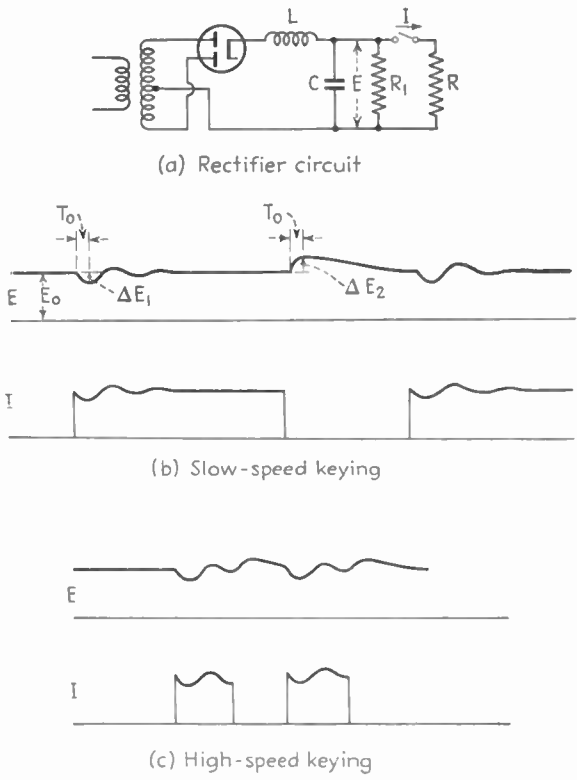 L
I
C E R₁ R
(a) Rectifier circuit
T₀ T₀
E E₀ ΔE₁ ΔE₂
I
(b) Slow-speed keying
E
I
(c) High-speed keying